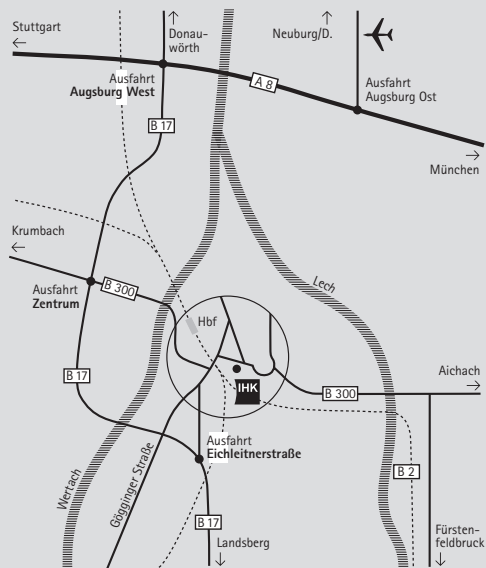 Stuttgart
←
↑
Donau-
wörth
↑
Neuburg/D.
Ausfahrt
Augsburg West
A 8
Ausfahrt
Augsburg Ost
B 17
→
München
Krumbach
←
Ausfahrt
Zentrum
B 300
Lech
Hbf
B 17
IHK
Aichach
→
B 300
Ausfahrt
Eichleitnerstraße
Wertach
Gögginger Straße
B 2
B 17
Landsberg
↓
Fürsten-
feldbruck
↓